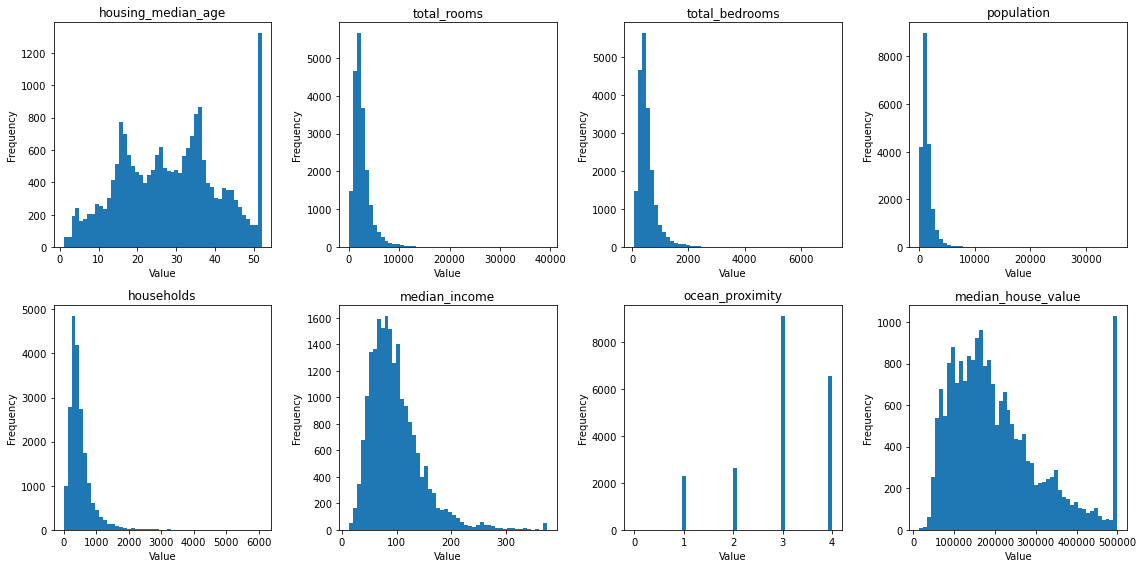 housing_median_age
1200
1000
800
600
400
200
0
Frequency
0 10 20 30 40 50
Value
total_rooms
5000
4000
3000
2000
1000
0
Frequency
0 10000 20000 30000 40000
Value
total_bedrooms
5000
4000
3000
2000
1000
0
Frequency
0 2000 4000 6000
Value
population
8000
6000
4000
2000
0
Frequency
0 10000 20000 30000
Value
households
5000
4000
3000
2000
1000
0
Frequency
0 1000 2000 3000 4000 5000 6000
Value
median_income
1600
1400
1200
1000
800
600
400
200
0
Frequency
0 100 200 300
Value
ocean_proximity
8000
6000
4000
2000
0
Frequency
0 1 2 3 4
Value
median_house_value
1000
800
600
400
200
0
Frequency
0 100000 200000 300000 400000 500000
Value